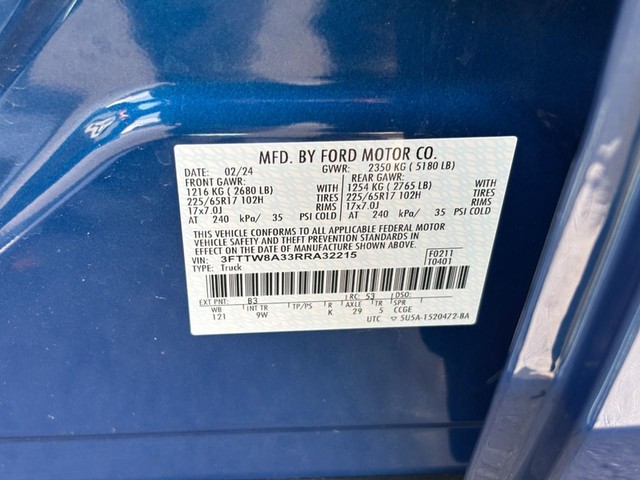 MFD. BY FORD MOTOR CO.
DATE: 02/24 GVWR: 2350 KG ( 5180 LB)
FRONT GAWR: REAR GAWR:
1216 KG ( 2680 LB) WITH 1254 KG ( 2765 LB) WITH
225/65R17 102H TIRES 225/65R17 102H TIRES
17x7.0J RIMS 17x7.0J RIMS
AT 240 kPa/ 35 PSI COLD AT 240 kPa/ 35 PSI COLD
THIS VEHICLE CONFORMS TO ALL APPLICABLE FEDERAL MOTOR
VEHICLE SAFETY AND THEFT PREVENTION STANDARDS IN
EFFECT ON THE DATE OF MANUFACTURE SHOWN ABOVE.
VIN: 3FTTW8A33RRA32215 F0211
TYPE: Truck T0401
EXT PNT: B3 RC: 53 DSO:
WB INT TR TP/PS R AXLE TR SPR
121 9W K 29 5 CCGE
UTC 5U5A-1520472-BA